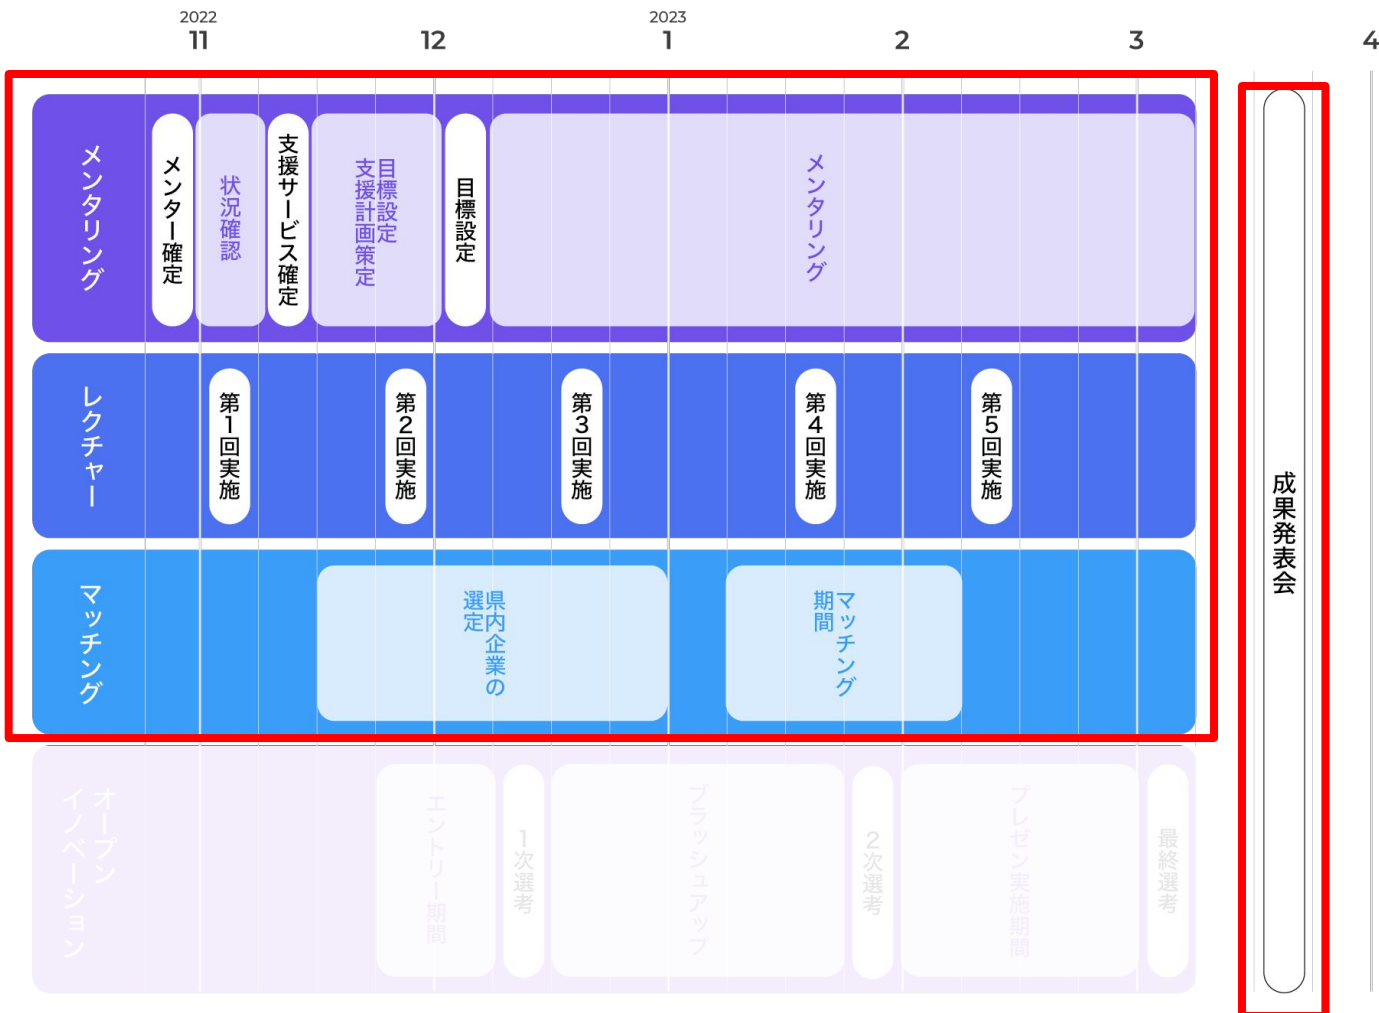 2022
11
12
2023
1
2
3
4
メンタリング
メンター確定
状況確認
支援サービス確定
目標設定
支援計画策定
目標設定
メンタリング
レクチャー
第1回実施
第2回実施
第3回実施
第4回実施
第5回実施
マッチング
県内企業の
選定
マッチング
期間
オープン
イノベーション
エントリー期間
1次選考
ブラッシュアップ
2次選考
プレゼン実施期間
最終選考
成果発表会